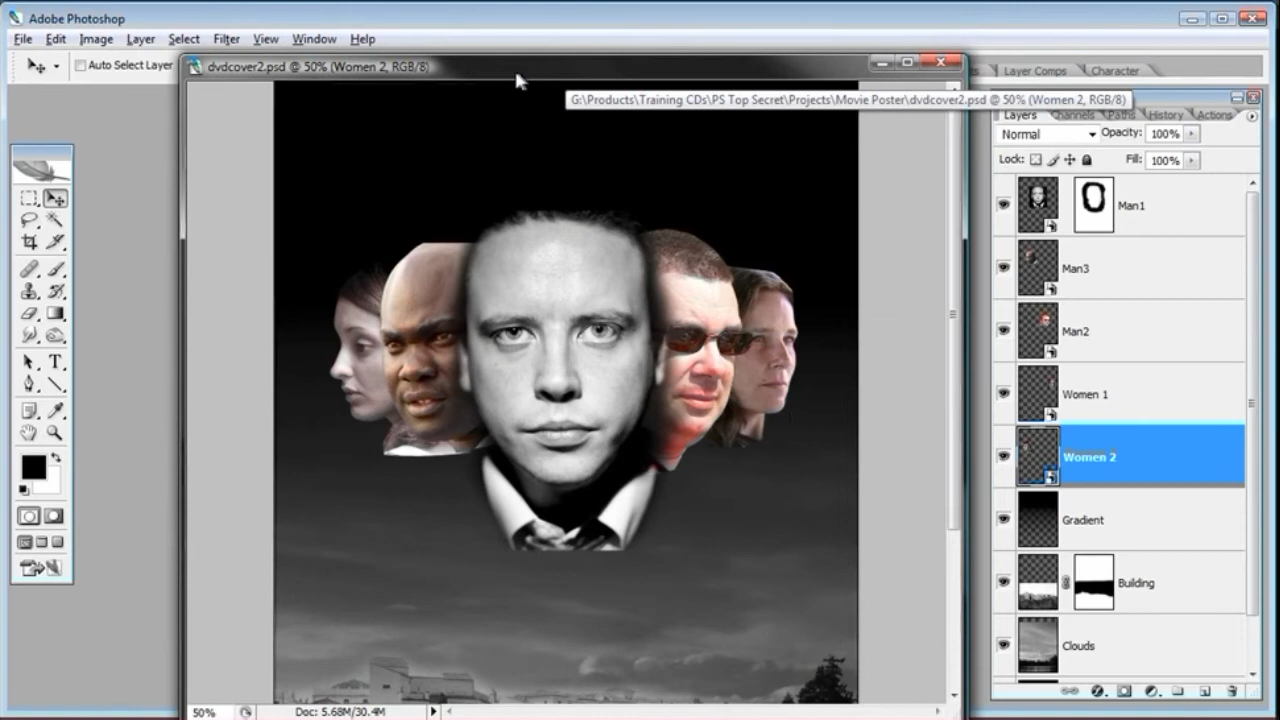 Adobe Photoshop
File Edit Image Layer Select Filter View Window Help
Auto Select Layer
Layer Comps Character
dvdcover2.psd @ 50% (Women 2, RGB/8)
G:\Products\Training CDs\PS Top Secret\Projects\Movie Poster\dvdcover2.psd @ 50% (Women 2, RGB/8)
Layers Channels Paths History Actions
Normal Opacity: 100%
Lock: Fill: 100%
Man1
Man3
Man2
Women 1
Women 2
Gradient
Building
Clouds
50% Doc: 5.68M/30.4M